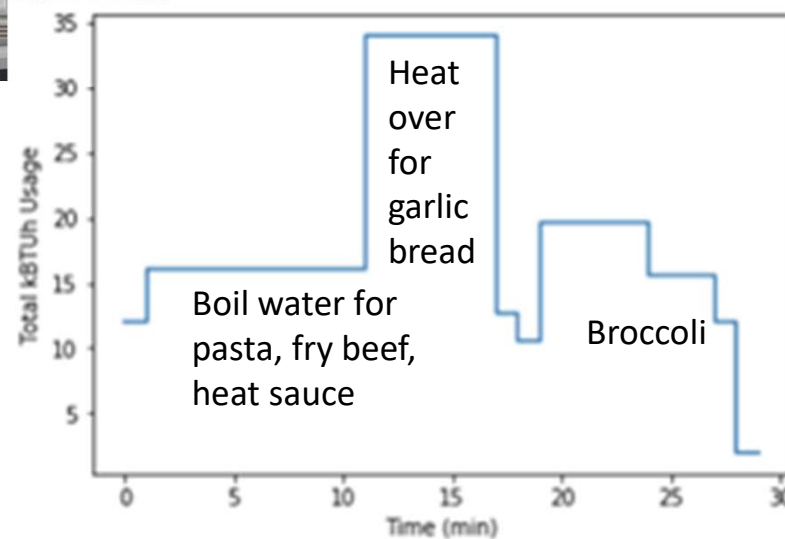 35
30
25
20
15
10
5
Total kBTUh Usage
Heat
over
for
garlic
bread
Boil water for
pasta, fry beef,
heat sauce
Broccoli
0 5 10 15 20 25 30
Time (min)